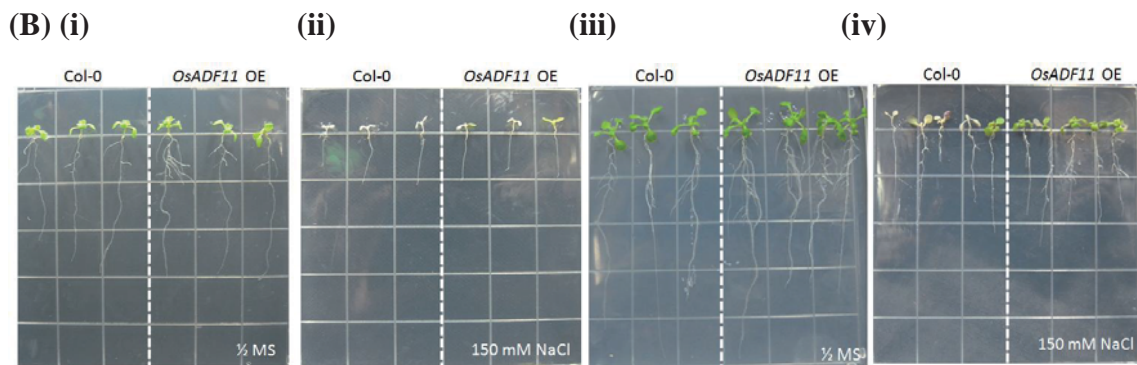 (B) (i) (ii) (iii) (iv)
Col-0 OsADF11 OE Col-0 OsADF11 OE Col-0 OsADF11 OE Col-0 OsADF11 OE
½ MS 150 mM NaCl ½ MS 150 mM NaCl